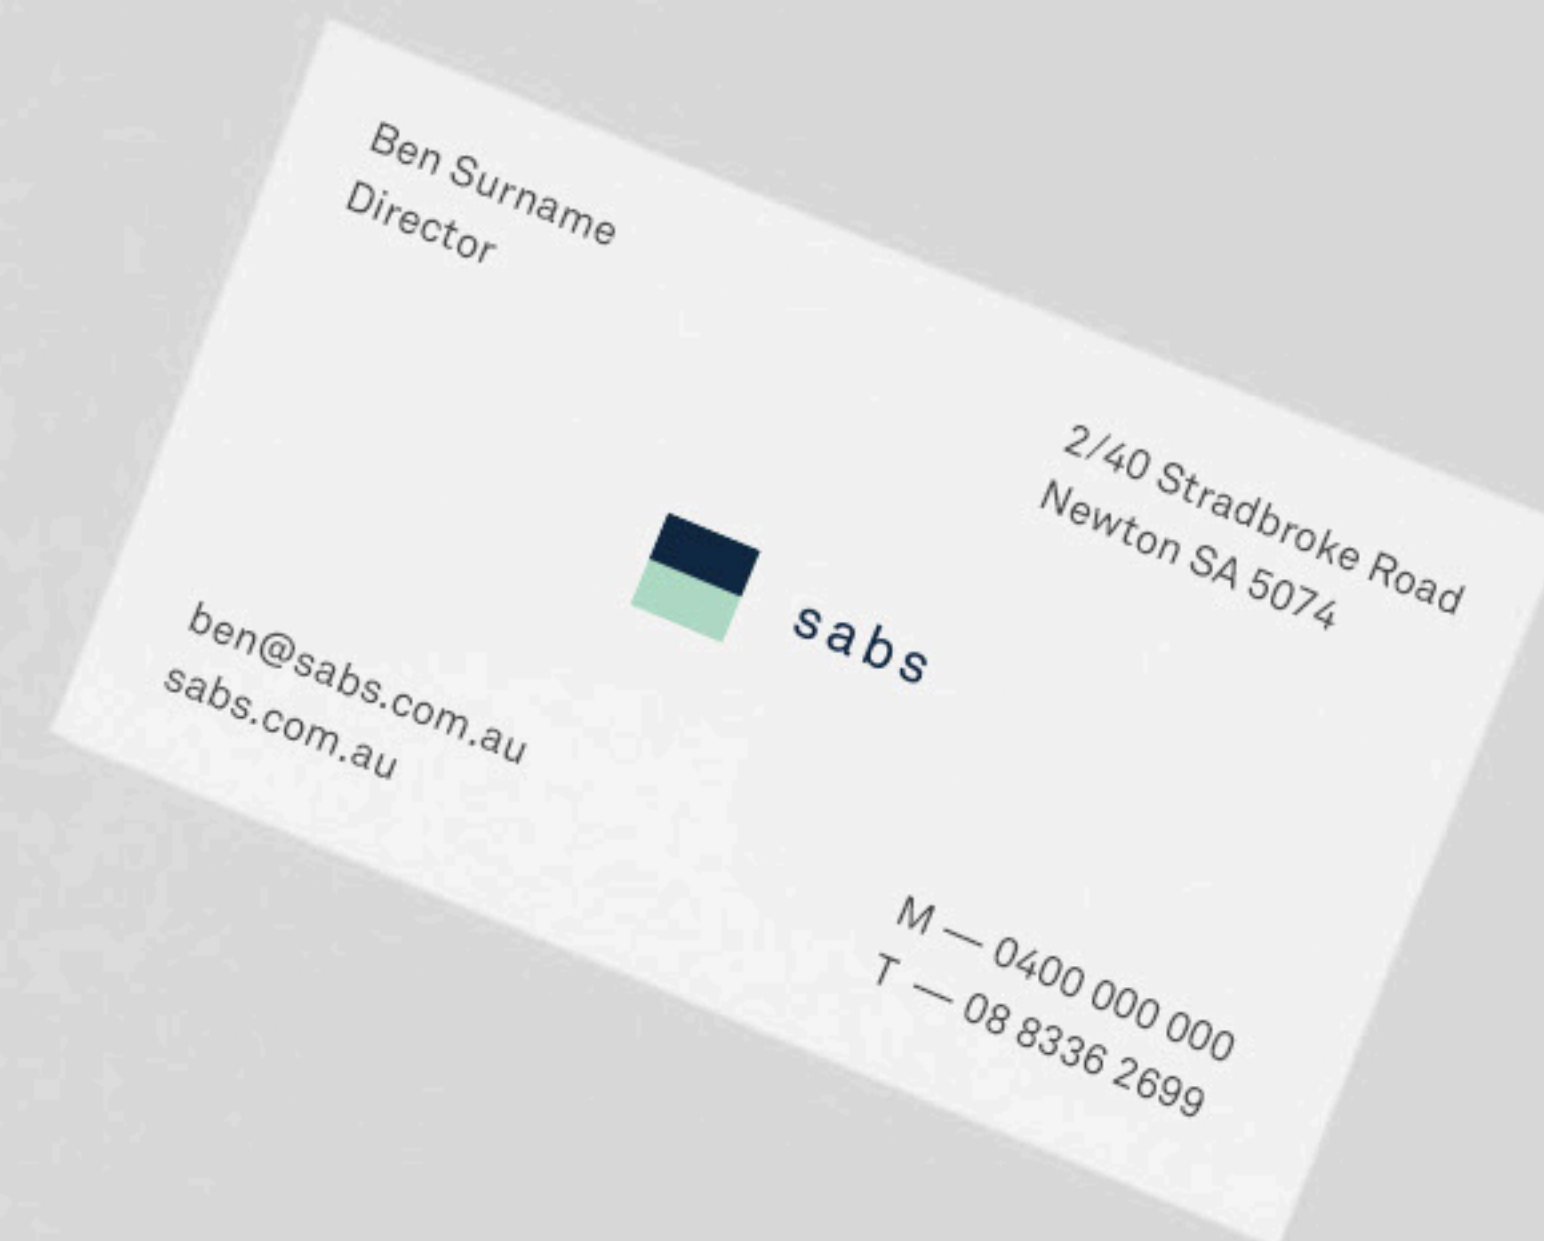 Ben Surname
Director
2/40 Stradbroke Road
Newton SA 5074
sabs
ben@sabs.com.au
sabs.com.au
M — 0400 000 000
T — 08 8336 2699